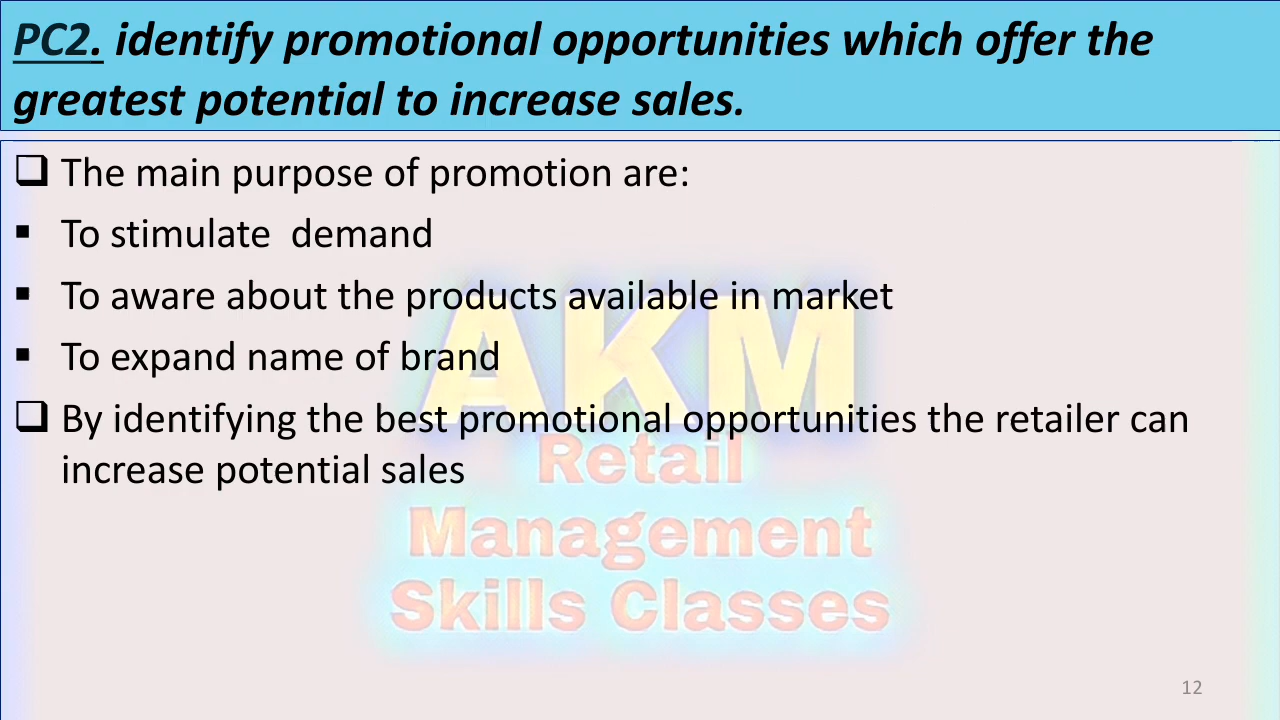 PC2. identify promotional opportunities which offer the
greatest potential to increase sales.
❑ The main purpose of promotion are:
▪ To stimulate  demand
▪ To aware about the products available in market
▪ To expand name of brand
❑ By identifying the best promotional opportunities the retailer can
increase potential sales
AKM
Retail
Management
Skills Classes
12